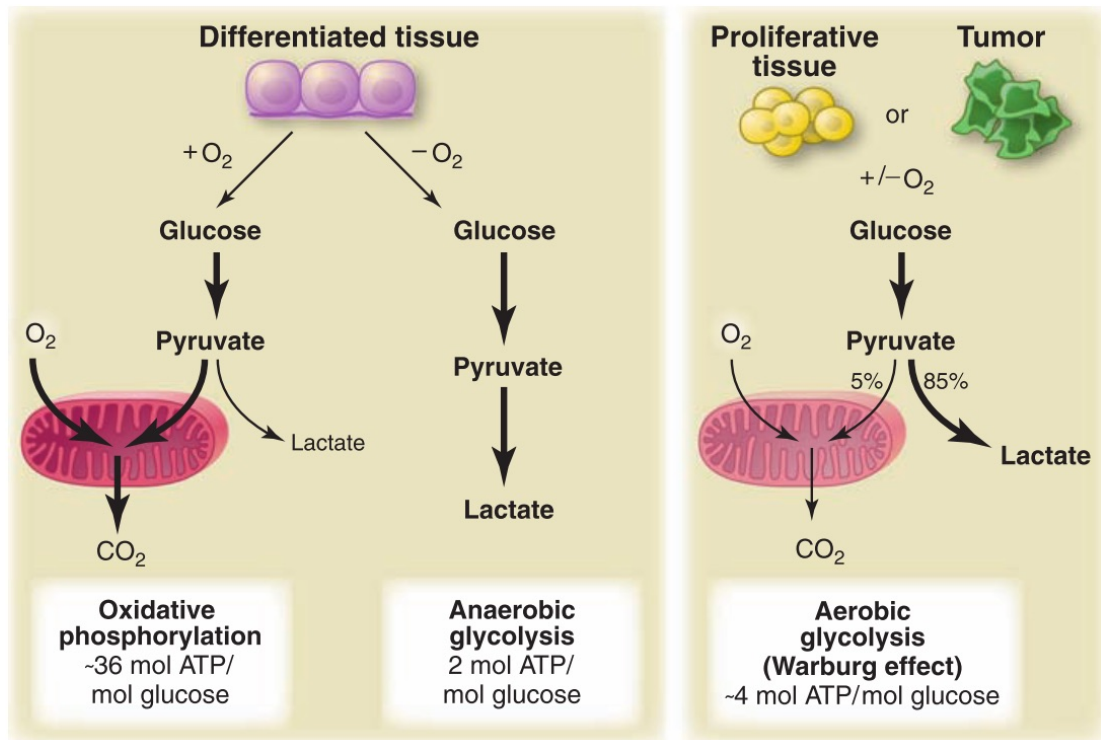 Differentiated tissue
+O₂
−O₂
Glucose
Glucose
O₂
Pyruvate
Pyruvate
Lactate
Lactate
CO₂
Oxidative
phosphorylation
~36 mol ATP/
mol glucose
Anaerobic
glycolysis
2 mol ATP/
mol glucose
Proliferative
tissue
or
Tumor
+/−O₂
Glucose
O₂
Pyruvate
5%
85%
Lactate
CO₂
Aerobic
glycolysis
(Warburg effect)
~4 mol ATP/mol glucose